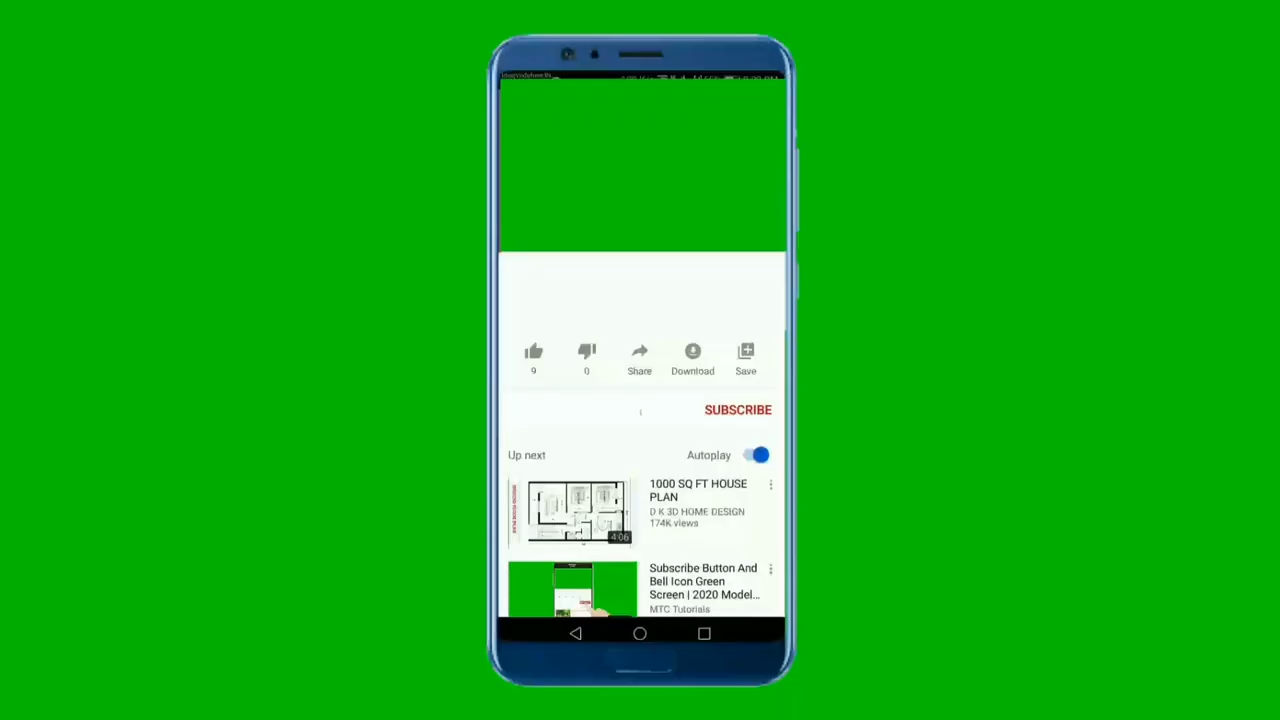 9
0
Share
Download
Save
SUBSCRIBE
Up next
Autoplay
1000 SQ FT HOUSE
PLAN
D K 3D HOME DESIGN
174K views
4:06
Subscribe Button And
Bell Icon Green
Screen | 2020 Model...
MTC Tutorials